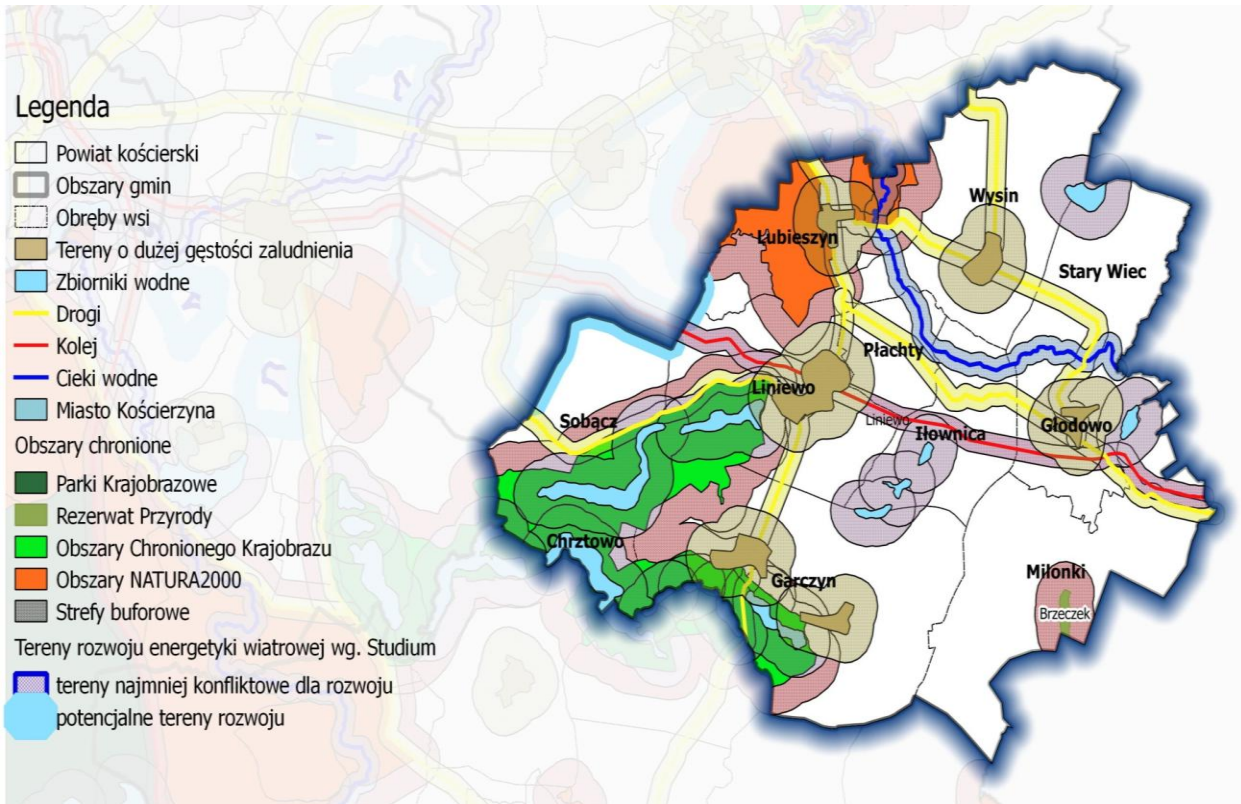 Legenda
Powiat kościerski
Obszary gmin
Obręby wsi
Tereny o dużej gęstości zaludnienia
Zbiorniki wodne
Drogi
Kolej
Cieki wodne
Miasto Kościerzyna
Obszary chronione
Parki Krajobrazowe
Rezerwat Przyrody
Obszary Chronionego Krajobrazu
Obszary NATURA2000
Strefy buforowe
Tereny rozwoju energetyki wiatrowej wg. Studium
tereny najmniej konfliktowe dla rozwoju
potencjalne tereny rozwoju
Wysin
Lubieszyn
Stary Wiec
Płachty
Liniewo
Sobącz
Liniewo
Iłownica
Głodowo
Chrztowo
Garczyn
Milonki
Brzeczek